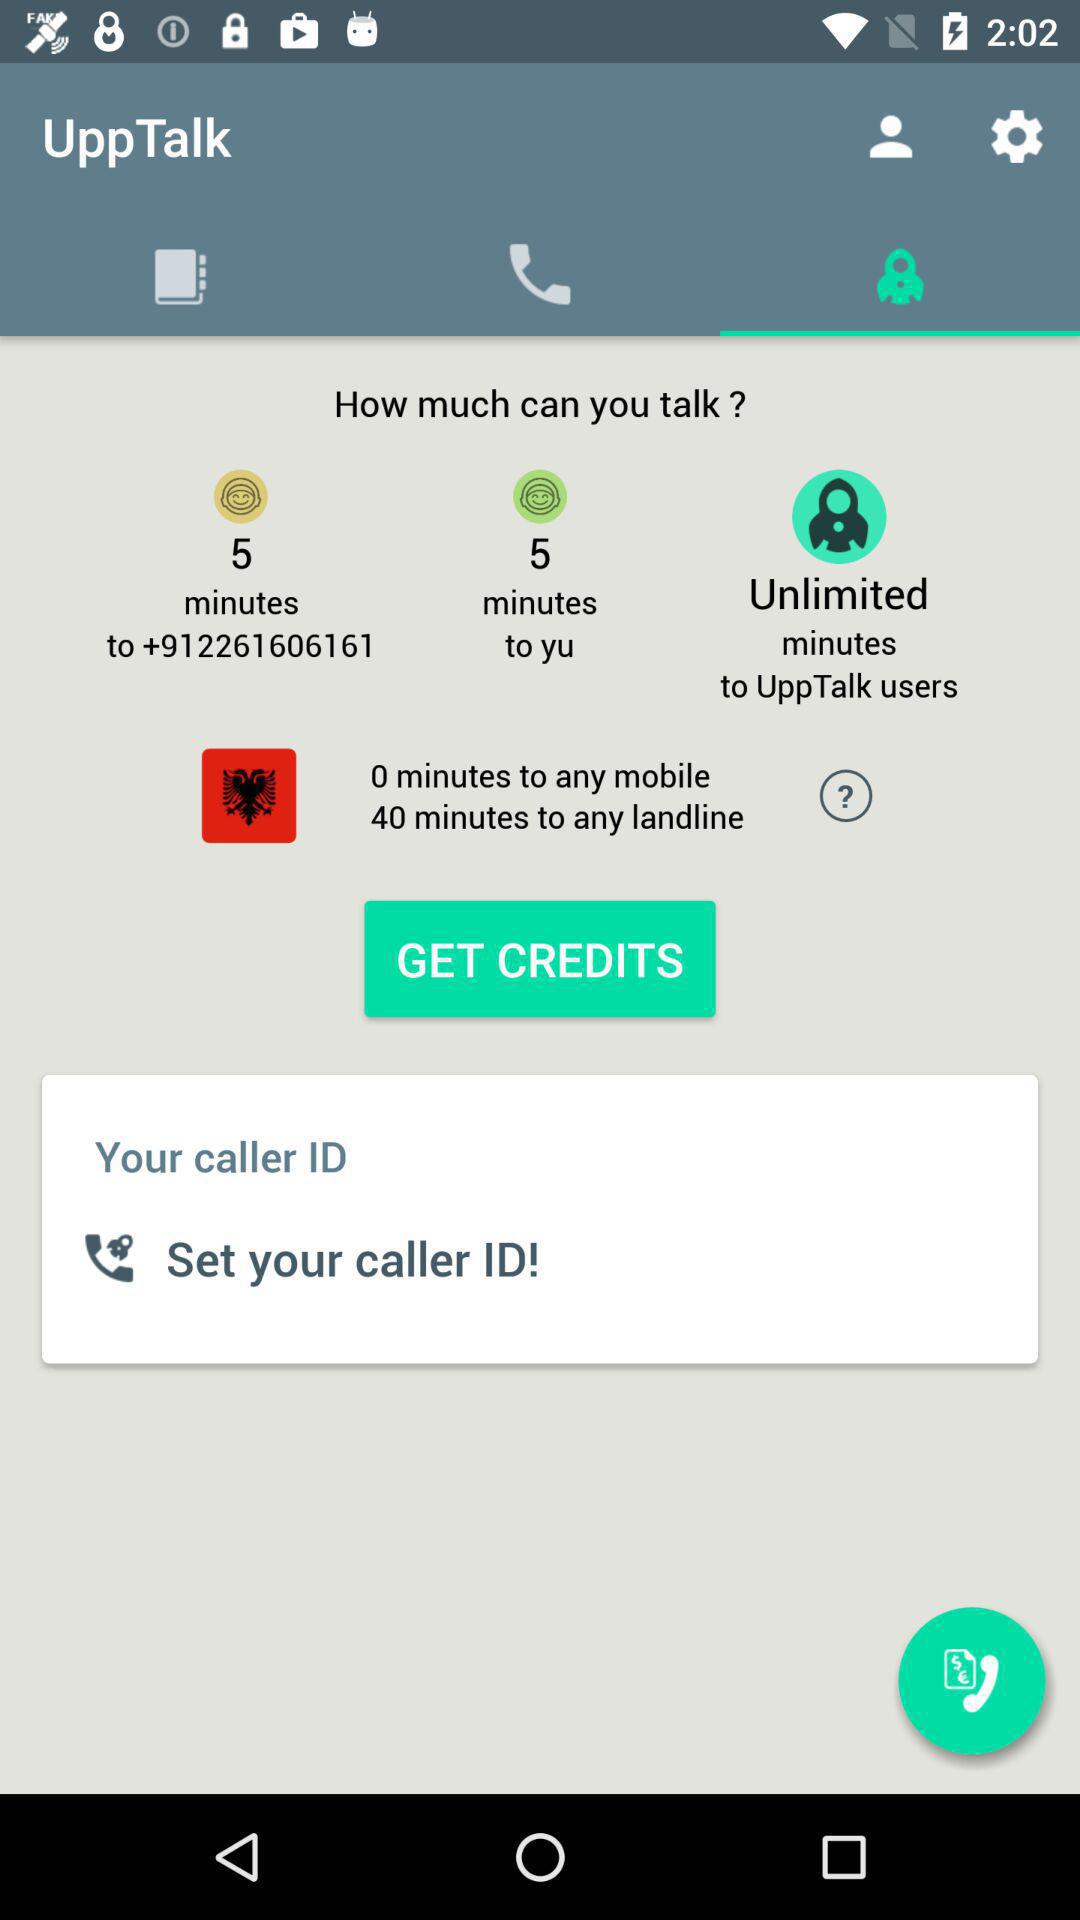 FAKE
2:02
UppTalk
How much can you talk ?
5
minutes
to +912261606161
5
minutes
to yu
Unlimited
minutes
to UppTalk users
0 minutes to any mobile
40 minutes to any landline
?
GET CREDITS
Your caller ID
Set your caller ID!
$
€